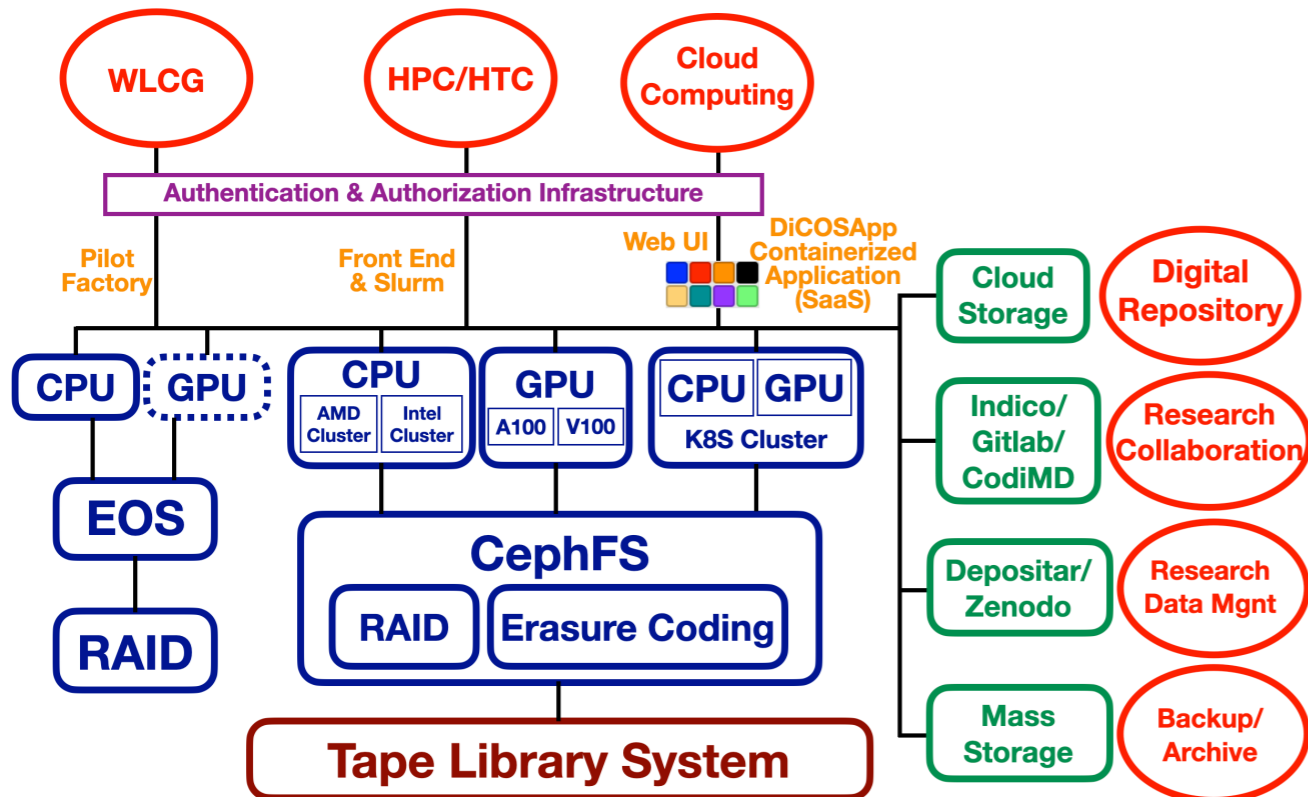 WLCG
HPC/HTC
Cloud
Computing
Authentication & Authorization Infrastructure
Pilot
Factory
Front End
& Slurm
Web UI
DiCOSApp
Containerized
Application
(SaaS)
CPU
GPU
CPU
AMD
Cluster
Intel
Cluster
GPU
A100
V100
CPU
GPU
K8S Cluster
EOS
RAID
CephFS
RAID
Erasure Coding
Tape Library System
Cloud
Storage
Digital
Repository
Indico/
Gitlab/
CodiMD
Research
Collaboration
Depositar/
Zenodo
Research
Data Mgnt
Mass
Storage
Backup/
Archive